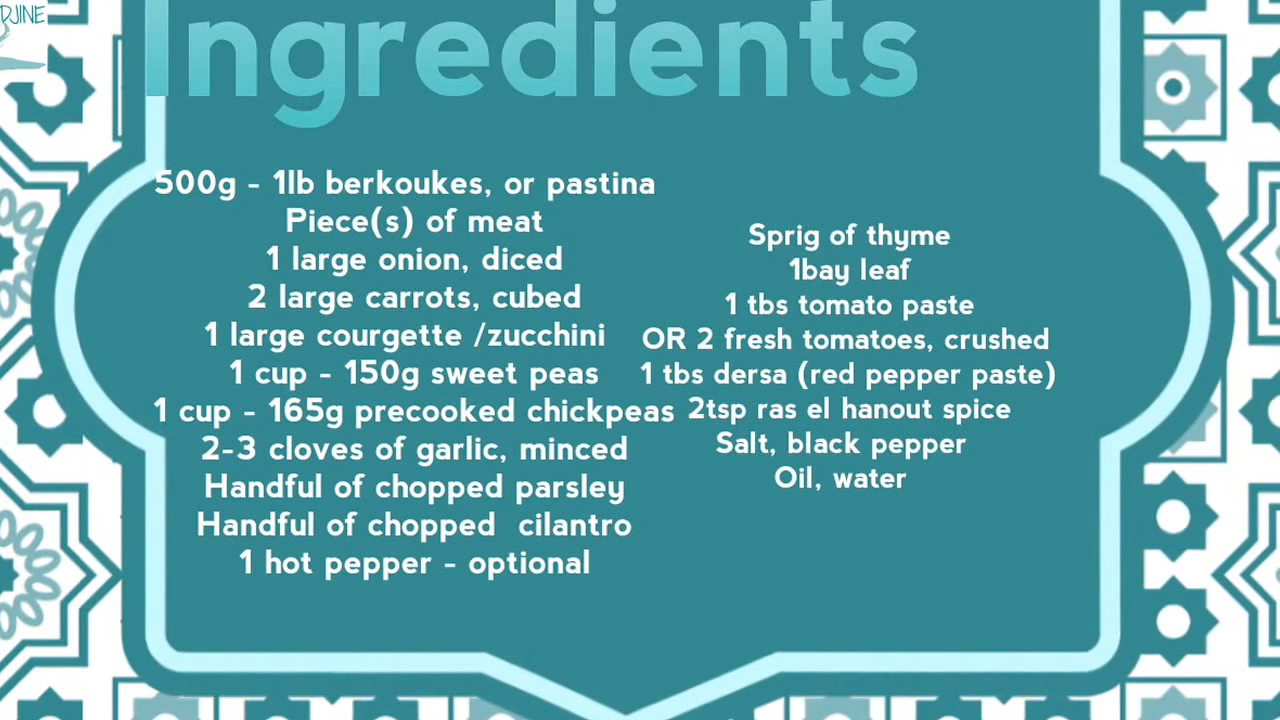 DJINE
Ingredients
500g - 1lb berkoukes, or pastina
Piece(s) of meat
1 large onion, diced
2 large carrots, cubed
1 large courgette /zucchini
1 cup - 150g sweet peas
1 cup - 165g precooked chickpeas
2-3 cloves of garlic, minced
Handful of chopped parsley
Handful of chopped cilantro
1 hot pepper - optional
Sprig of thyme
1bay leaf
1 tbs tomato paste
OR 2 fresh tomatoes, crushed
1 tbs dersa (red pepper paste)
2tsp ras el hanout spice
Salt, black pepper
Oil, water